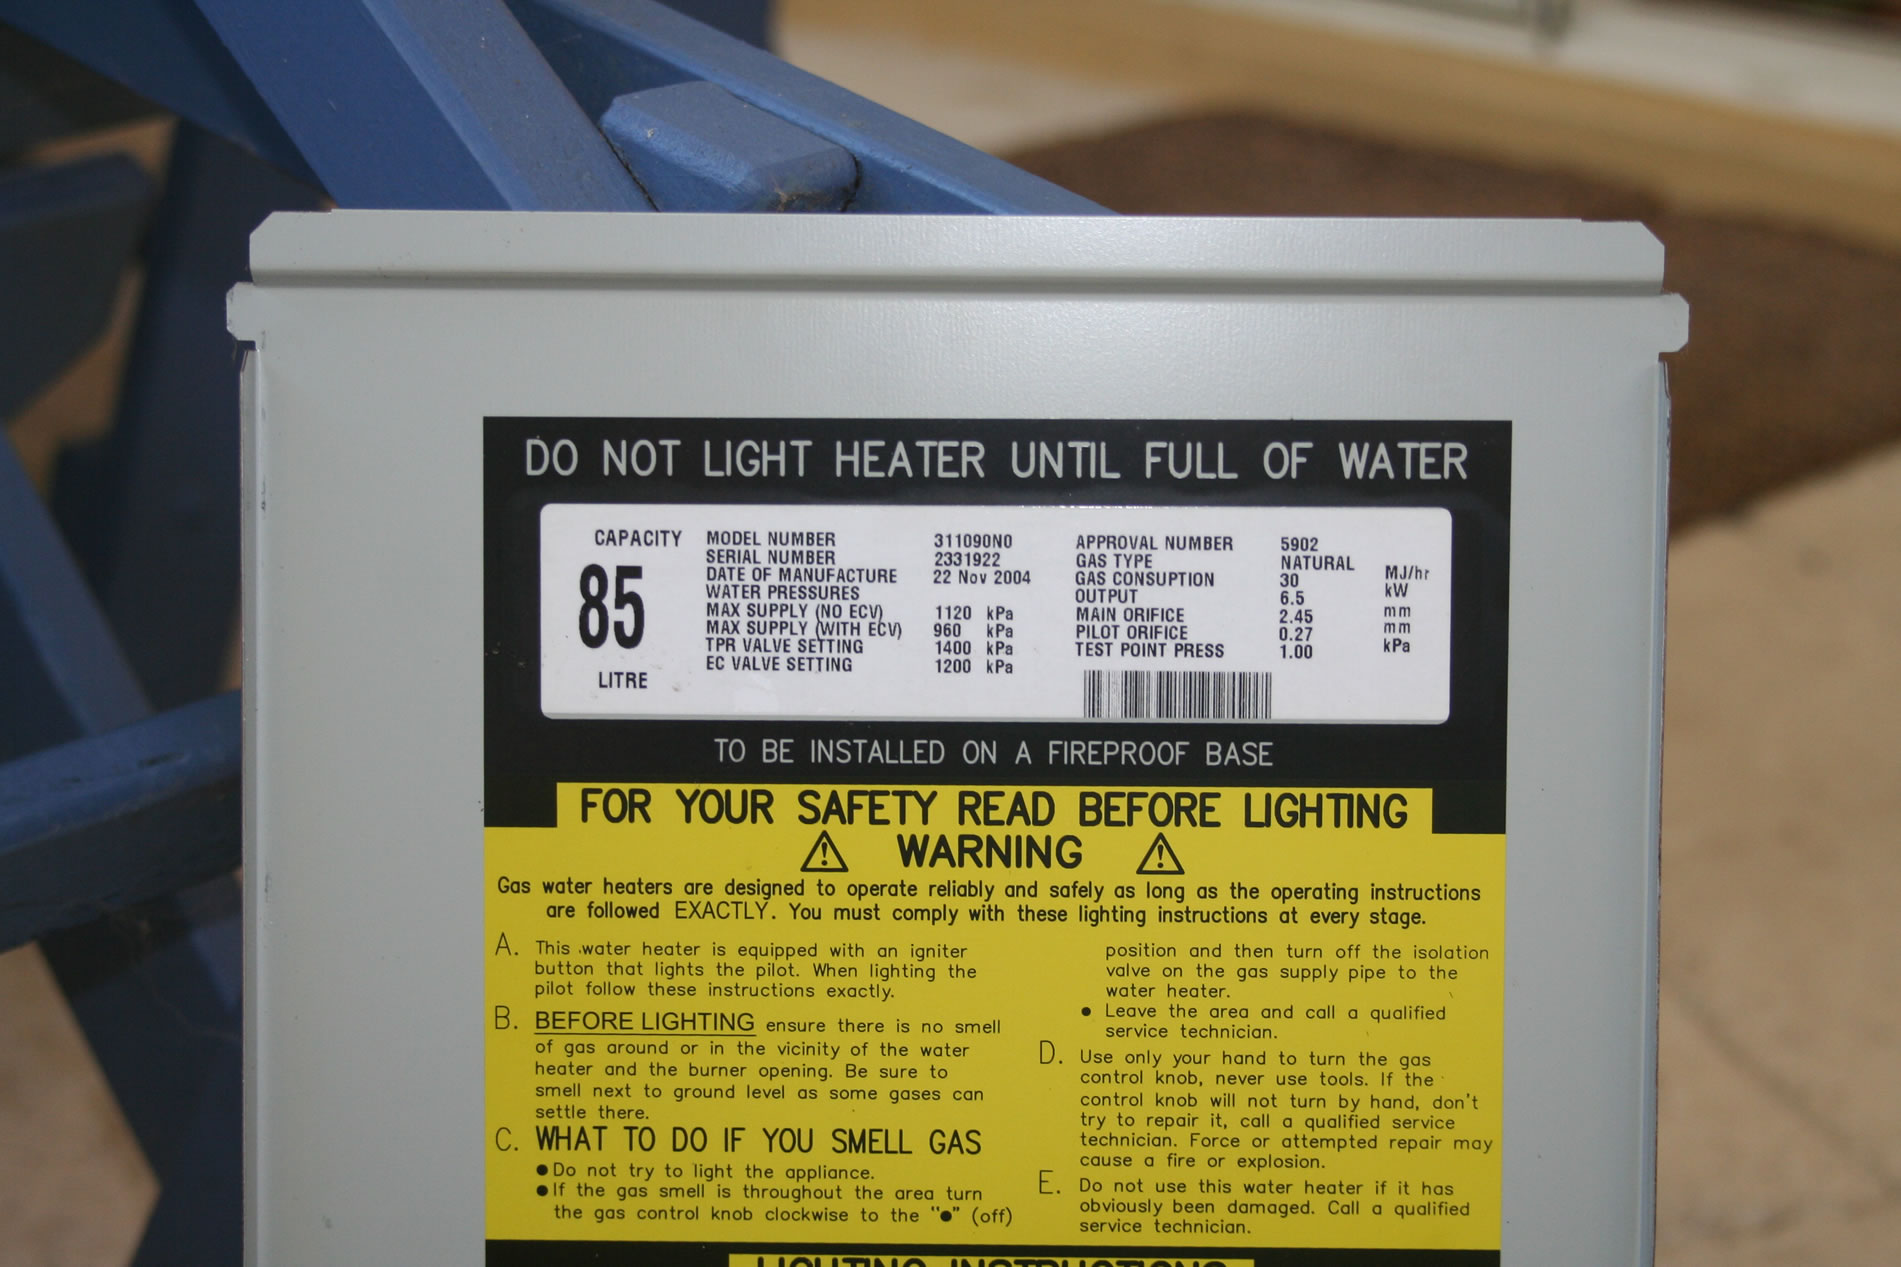 DO NOT LIGHT HEATER UNTIL FULL OF WATER
CAPACITY
85
LITRE
MODEL NUMBER 311090N0
SERIAL NUMBER 2331922
DATE OF MANUFACTURE 22 Nov 2004
WATER PRESSURES
MAX SUPPLY (NO ECV) 1120 kPa
MAX SUPPLY (WITH ECV) 960 kPa
TPR VALVE SETTING 1400 kPa
EC VALVE SETTING 1200 kPa
APPROVAL NUMBER 5902
GAS TYPE NATURAL
GAS CONSUPTION 30 MJ/hr
OUTPUT 6.5 kW
MAIN ORIFICE 2.45 mm
PILOT ORIFICE 0.27 mm
TEST POINT PRESS 1.00 kPa
TO BE INSTALLED ON A FIREPROOF BASE
FOR YOUR SAFETY READ BEFORE LIGHTING
WARNING
Gas water heaters are designed to operate reliably and safely as long as the operating instructions
are followed EXACTLY. You must comply with these lighting instructions at every stage.
A. This water heater is equipped with an igniter
button that lights the pilot. When lighting the
pilot follow these instructions exactly.
B. BEFORE LIGHTING ensure there is no smell
of gas around or in the vicinity of the water
heater and the burner opening. Be sure to
smell next to ground level as some gases can
settle there.
C. WHAT TO DO IF YOU SMELL GAS
● Do not try to light the appliance.
● If the gas smell is throughout the area turn
the gas control knob clockwise to the "●" (off)
position and then turn off the isolation
valve on the gas supply pipe to the
water heater.
● Leave the area and call a qualified
service technician.
D. Use only your hand to turn the gas
control knob, never use tools. If the
control knob will not turn by hand, don't
try to repair it, call a qualified service
technician. Force or attempted repair may
cause a fire or explosion.
E. Do not use this water heater if it has
obviously been damaged. Call a qualified
service technician.
LIGHTING INSTRUCTIONS